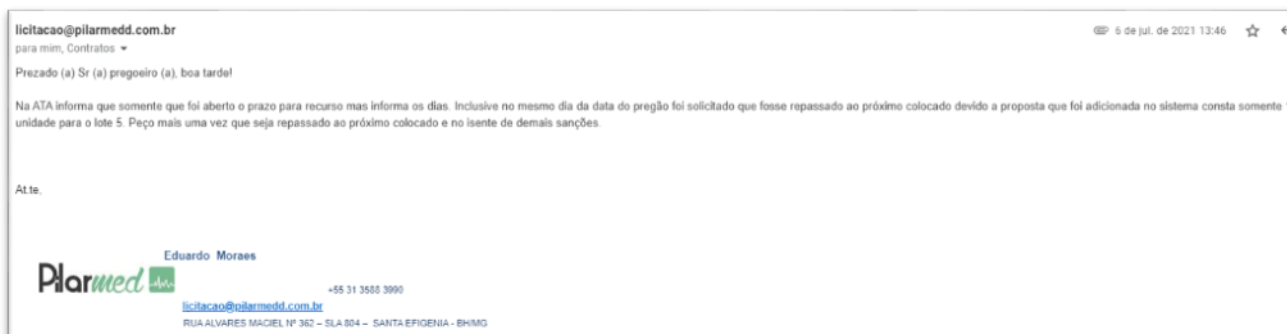 licitacao@pilarmedd.com.br
6 de jul. de 2021 13:46
para mim, Contratos
Prezado (a) Sr (a) pregoeiro (a), boa tarde!
Na ATA informa que somente que foi aberto o prazo para recurso mas informa os dias. Inclusive no mesmo dia da data do pregão foi solicitado que fosse repassado ao próximo colocado devido a proposta que foi adicionada no sistema consta somente
unidade para o lote 5. Peço mais uma vez que seja repassado ao próximo colocado e no isente de demais sanções.
At.te,
Eduardo Moraes
Pilarmed
+55 31 3588 3990
licitacao@pilarmedd.com.br
RUA ALVARES MACIEL Nº 362 – SLA 804 – SANTA EFIGENIA - BH/MG